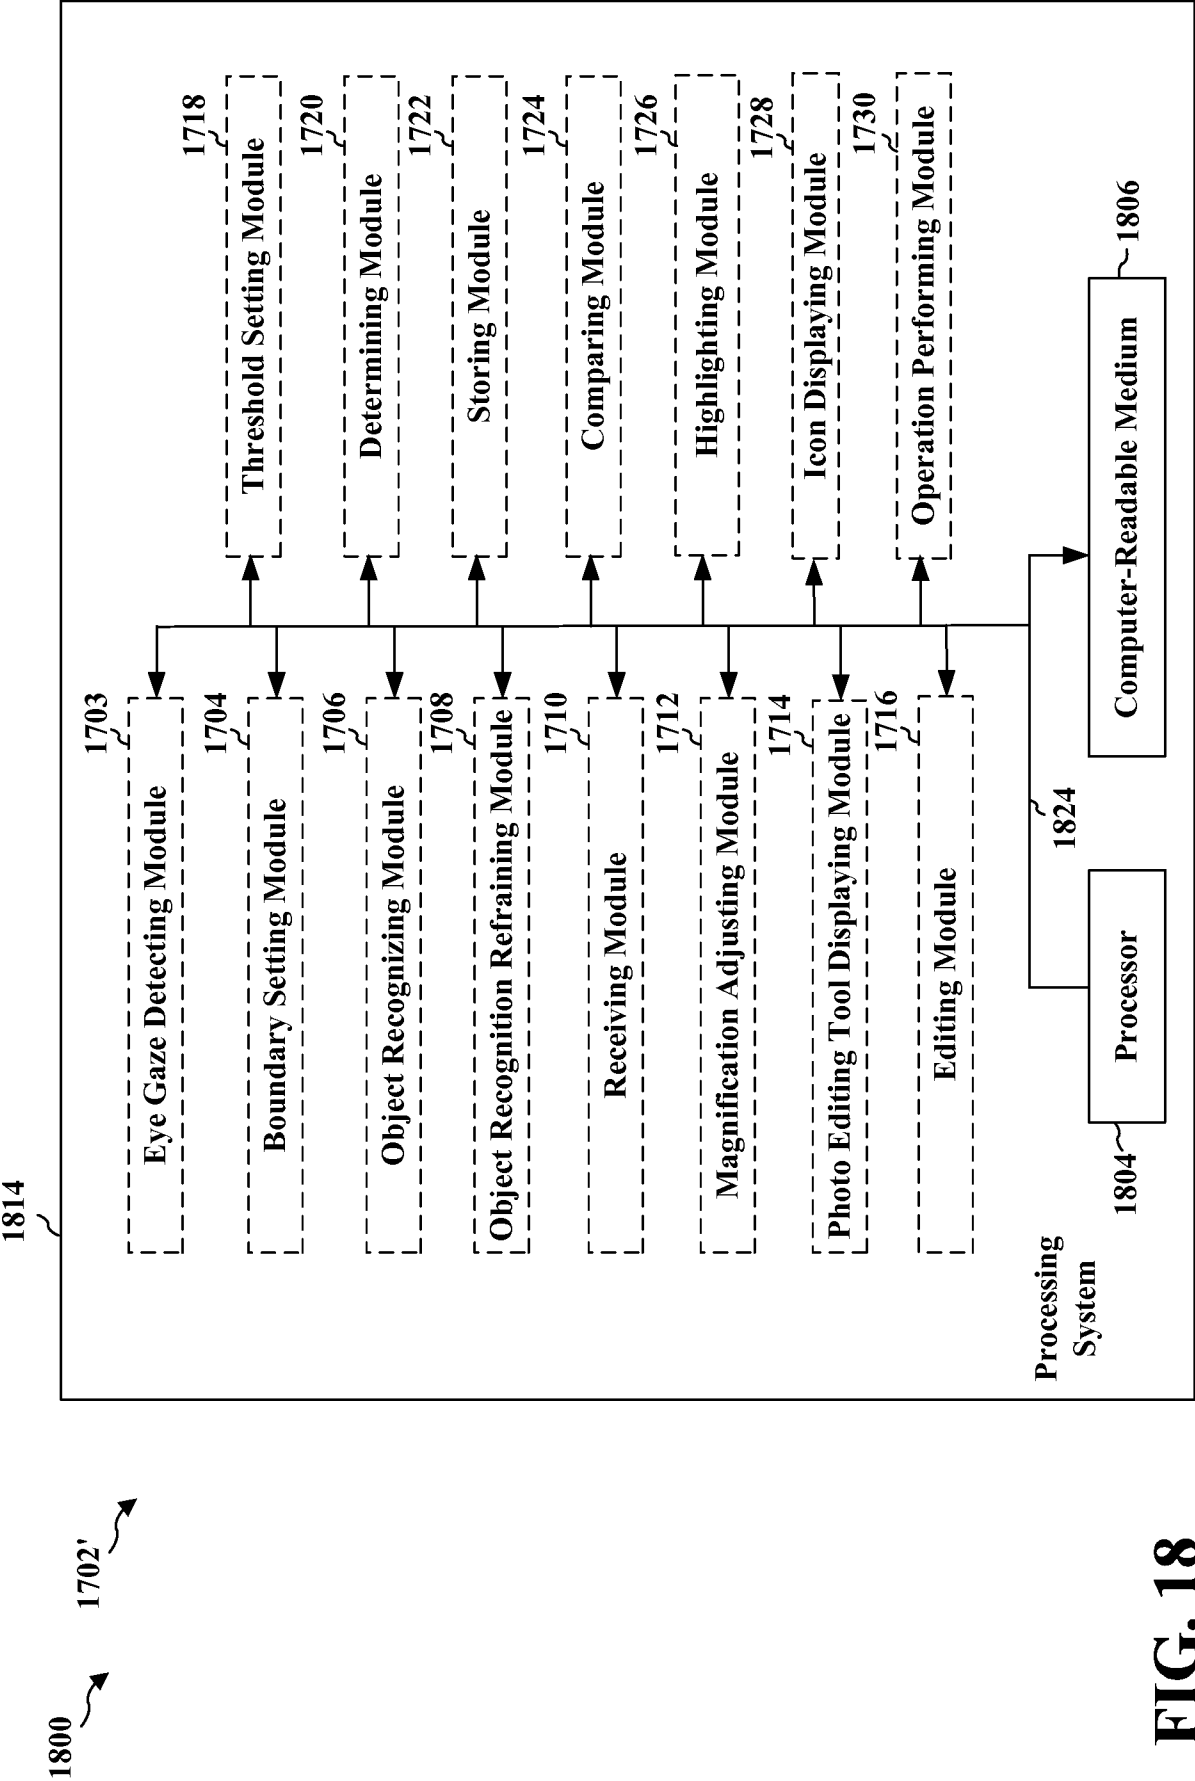 1800
1702'
1814
1703
Eye Gaze Detecting Module
1704
Boundary Setting Module
1706
Object Recognizing Module
1708
Object Recognition Refraining Module
1710
Receiving Module
1712
Magnification Adjusting Module
1714
Photo Editing Tool Displaying Module
1716
Editing Module
1718
Threshold Setting Module
1720
Determining Module
1722
Storing Module
1724
Comparing Module
1726
Highlighting Module
1728
Icon Displaying Module
1730
Operation Performing Module
Processing
System
1804
Processor
1824
Computer-Readable Medium
1806
FIG. 18